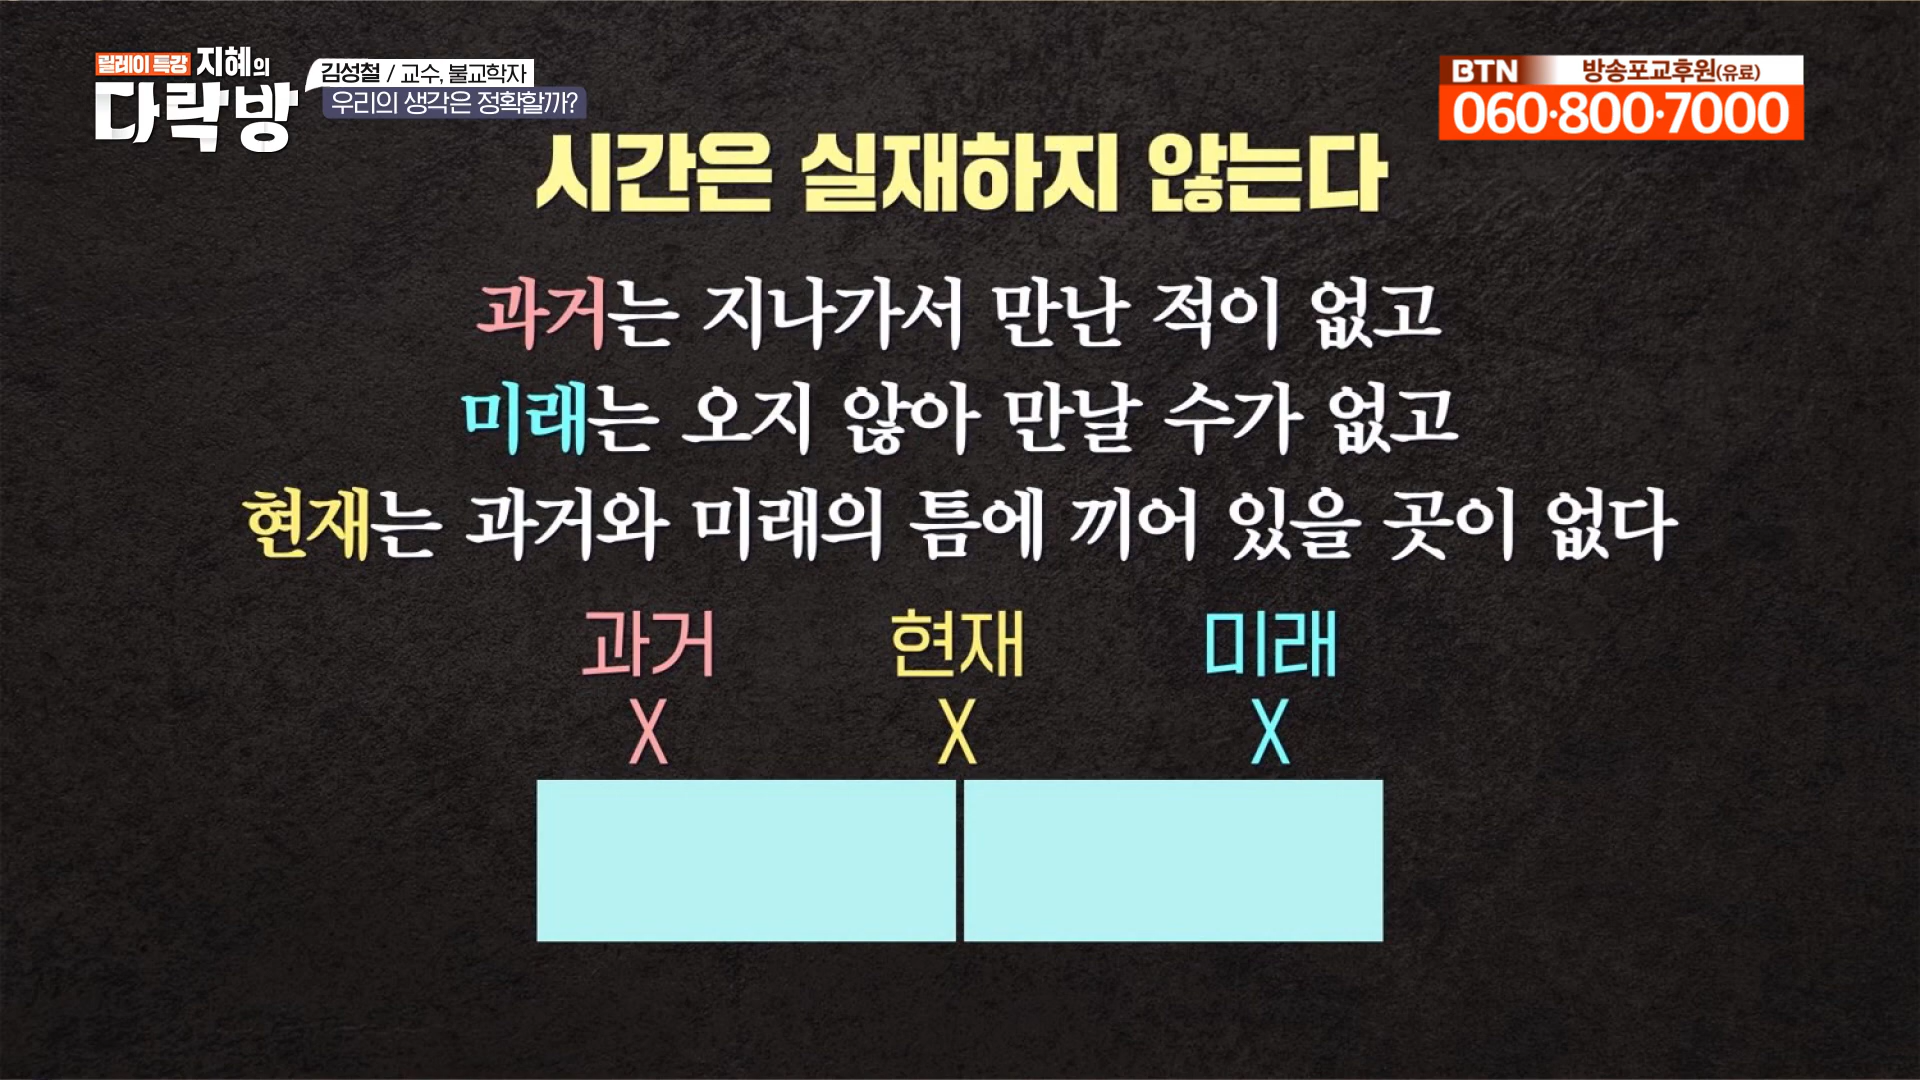 릴레이 특강 지혜의
다락방
김성철 / 교수, 불교학자
우리의 생각은 정확할까?
BTN 방송포교후원(유료)
060·800·7000
시간은 실재하지 않는다
과거는 지나가서 만난 적이 없고
미래는 오지 않아 만날 수가 없고
현재는 과거와 미래의 틈에 끼어 있을 곳이 없다
과거 현재 미래
X X X